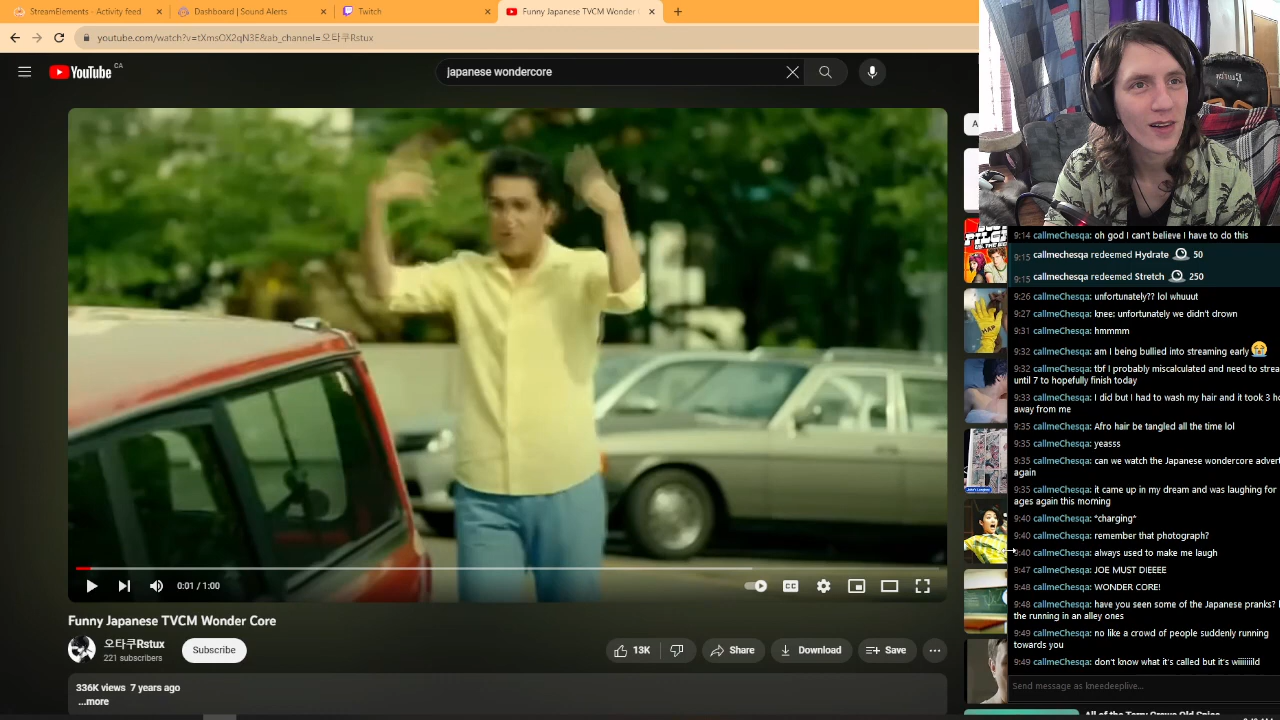 StreamElements - Activity feed
Dashboard | Sound Alerts
Twitch
Funny Japanese TVCM Wonder
youtube.com/watch?v=tXmsOX2qN3E&ab_channel=오타쿠Rstux
YouTube CA
japanese wondercore
9:14 callmeChesqa: oh god I can't believe I have to do this
9:15 callmechesqa redeemed Hydrate 50
9:15 callmechesqa redeemed Stretch 250
9:26 callmeChesqa: unfortunately?? lol whuuut
9:27 callmeChesqa: knee: unfortunately we didn't drown
9:31 callmeChesqa: hmmmm
9:32 callmeChesqa: am I being bullied into streaming early
9:32 callmeChesqa: tbf I probably miscalculated and need to strea
until 7 to hopefully finish today
9:33 callmeChesqa: I did but I had to wash my hair and it took 3 ho
away from me
9:35 callmeChesqa: Afro hair be tangled all the time lol
9:35 callmeChesqa: yeasss
9:35 callmeChesqa: can we watch the Japanese wondercore advert
again
9:35 callmeChesqa: it came up in my dream and was laughing for
ages again this morning
9:40 callmeChesqa: *charging*
9:40 callmeChesqa: remember that photograph?
9:40 callmeChesqa: always used to make me laugh
9:47 callmeChesqa: JOE MUST DIEEEE
9:48 callmeChesqa: WONDER CORE!
9:48 callmeChesqa: have you seen some of the Japanese pranks?
the running in an alley ones
9:49 callmeChesqa: no like a crowd of people suddenly running
towards you
9:49 callmeChesqa: don't know what it's called but it's wiiiiiiild
Send message as kneedeeplive...
0:01 / 1:00
Funny Japanese TVCM Wonder Core
오타쿠Rstux
221 subscribers
Subscribe
13K
Share
Download
Save
336K views 7 years ago
...more